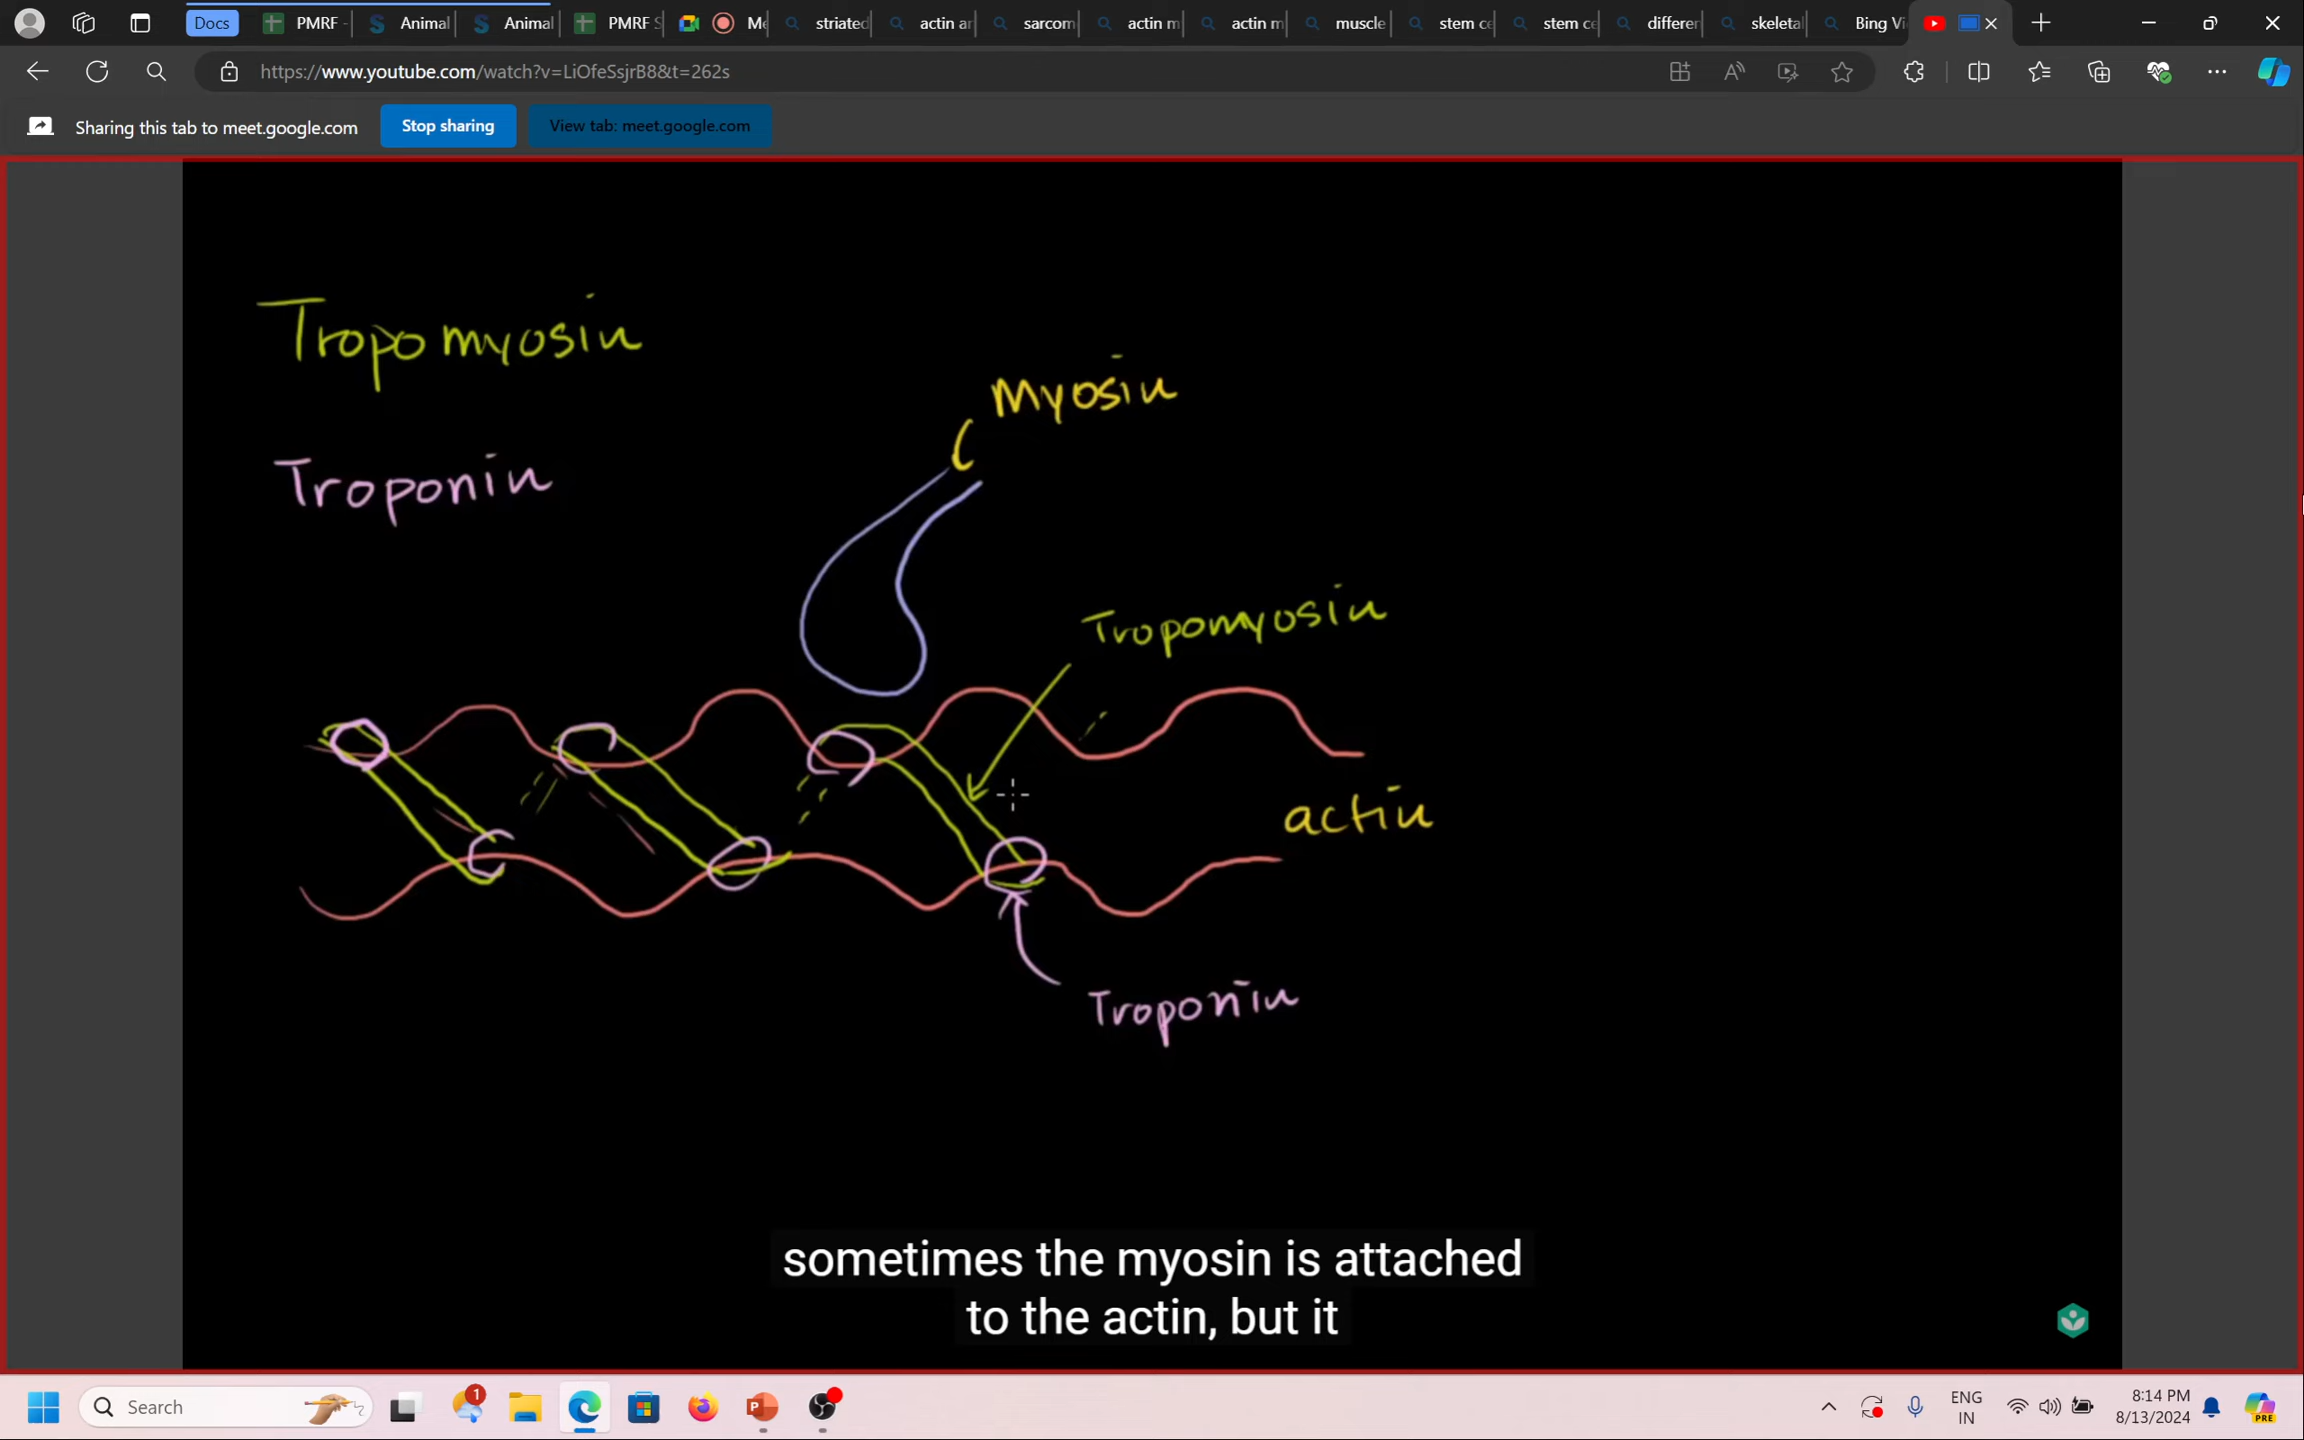 Docs PMRF - Animal Animal PMRF S Me striated actin ar sarcom actin m actin m muscle stem ce stem ce differer skeletal Bing Vi
https://www.youtube.com/watch?v=LiOfeSsjrB8&t=262s
Sharing this tab to meet.google.com Stop sharing View tab: meet.google.com
Tropomyosin
Myosin
Troponin
Tropomyosin
actin
Troponin
sometimes the myosin is attached
to the actin, but it
Search
1
ENG
IN
8:14 PM
8/13/2024
PRE